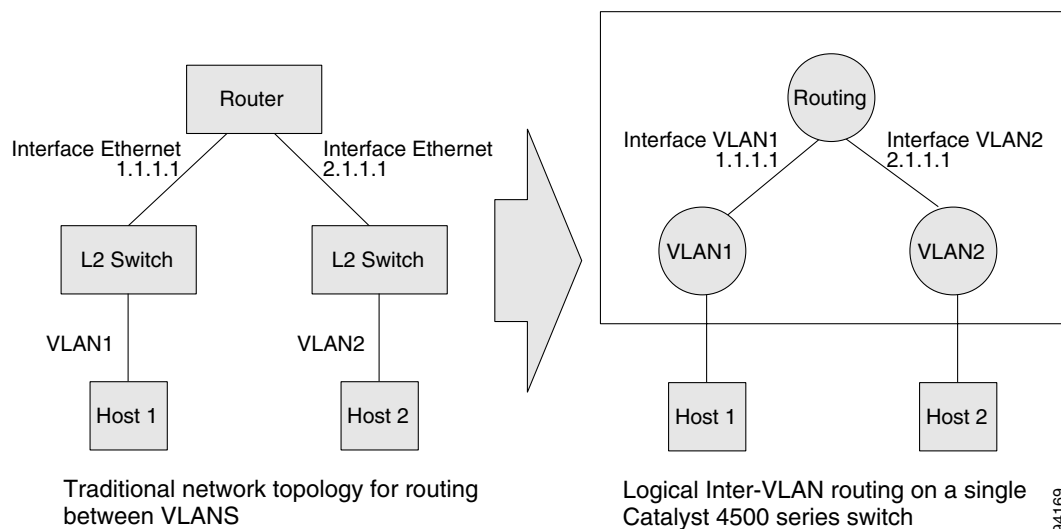 Router
Interface Ethernet
1.1.1.1
Interface Ethernet
2.1.1.1
L2 Switch
L2 Switch
VLAN1
VLAN2
Host 1
Host 2
Traditional network topology for routing
between VLANS
Routing
Interface VLAN1
1.1.1.1
Interface VLAN2
2.1.1.1
VLAN1
VLAN2
Host 1
Host 2
Logical Inter-VLAN routing on a single
Catalyst 4500 series switch